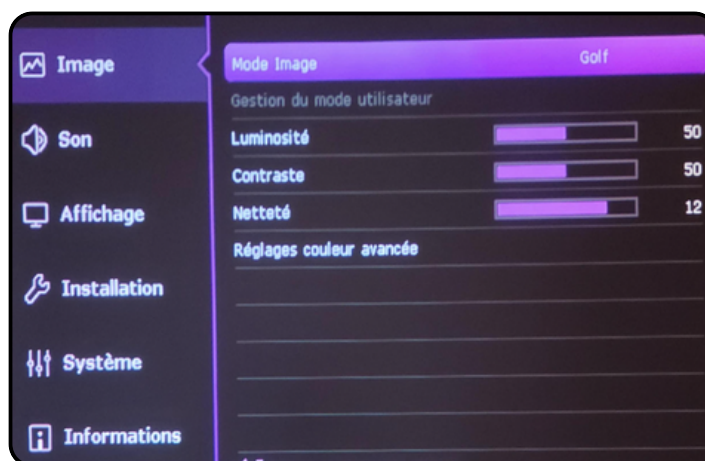 Image
Son
Affichage
Installation
Système
Informations
Mode Image Golf
Gestion du mode utilisateur
Luminosité 50
Contraste 50
Netteté 12
Réglages couleur avancée